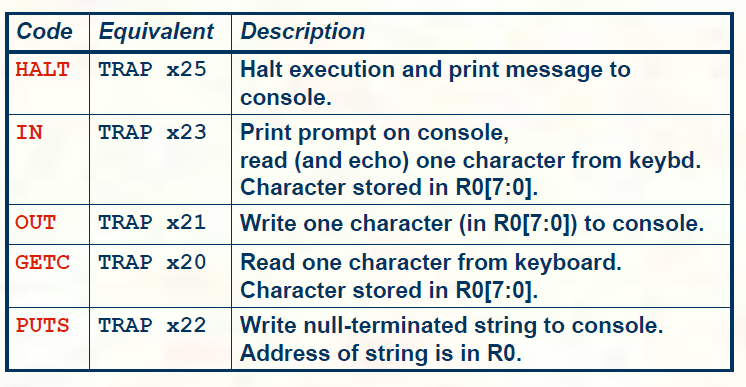 Code Equivalent Description
HALT TRAP x25 Halt execution and print message to
console.
IN TRAP x23 Print prompt on console,
read (and echo) one character from keybd.
Character stored in R0[7:0].
OUT TRAP x21 Write one character (in R0[7:0]) to console.
GETC TRAP x20 Read one character from keyboard.
Character stored in R0[7:0].
PUTS TRAP x22 Write null-terminated string to console.
Address of string is in R0.